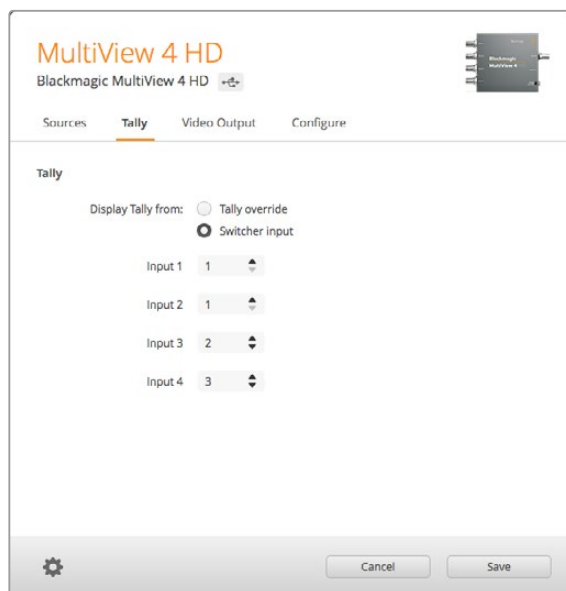 MultiView 4 HD
Blackmagic MultiView 4 HD
Sources Tally Video Output Configure
Tally
Display Tally from: Tally override
Switcher input
Input 1 1
Input 2 1
Input 3 2
Input 4 3
Cancel Save